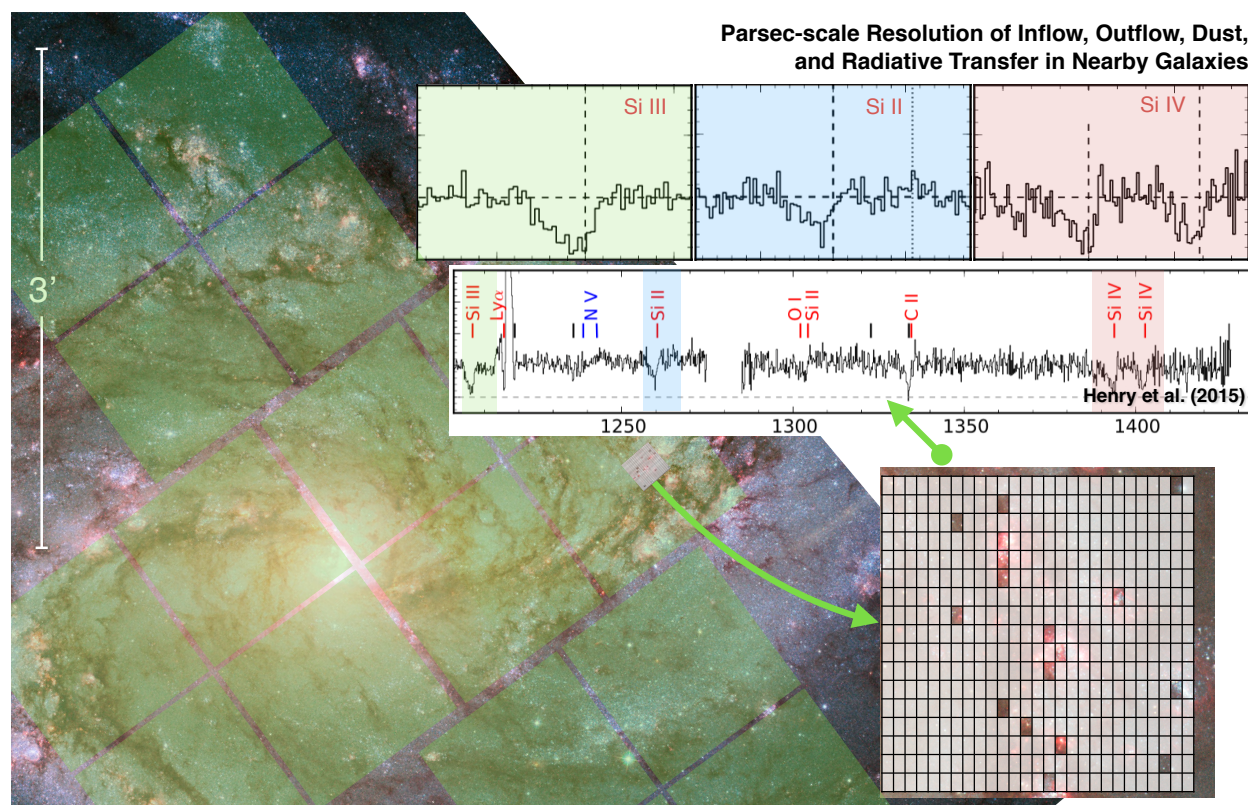 Parsec-scale Resolution of Inflow, Outflow, Dust,
and Radiative Transfer in Nearby Galaxies
Si III
Si II
Si IV
3’
Si III
Lyα
N V
Si II
O I
Si II
C II
Si IV
Si IV
Henry et al. (2015)
1250
1300
1350
1400